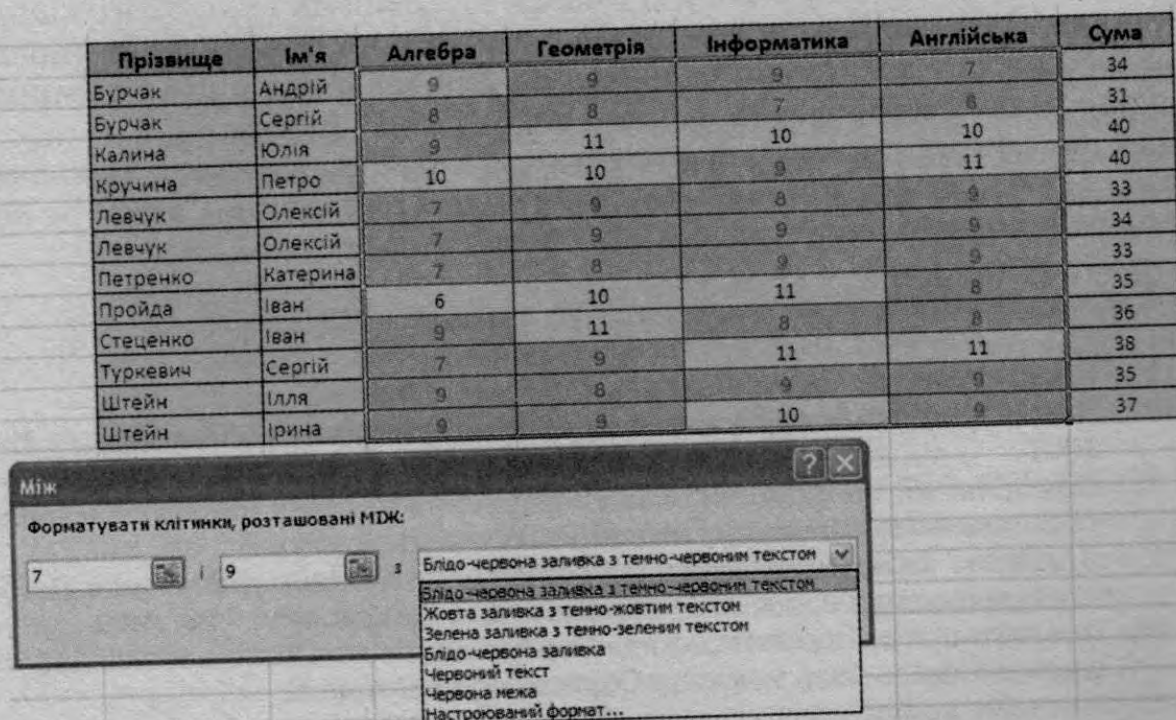 Прізвище Ім'я Алгебра Геометрія Інформатика Англійська Сума
Бурчак Андрій 9 9 9 7 34
Бурчак Сергій 8 8 7 8 31
Калина Юлія 9 11 10 10 40
Кручина Петро 10 10 9 11 40
Левчук Олексій 7 9 8 9 33
Левчук Олексій 7 9 9 9 34
Петренко Катерина 7 8 9 9 33
Пройда Іван 6 10 11 8 35
Стеценко Іван 9 11 8 8 36
Туркевич Сергій 7 9 11 11 38
Штейн Ілля 9 8 9 9 35
Штейн Ірина 9 9 10 9 37
Між
Форматувати клітинки, розташовані МІЖ:
7 і 9 з Блідо-червона заливка з темно-червоним текстом
Блідо-червона заливка з темно-червоним текстом
Жовта заливка з темно-жовтим текстом
Зелена заливка з темно-зеленим текстом
Блідо-червона заливка
Червоний текст
Червона межа
Настроюваний формат...